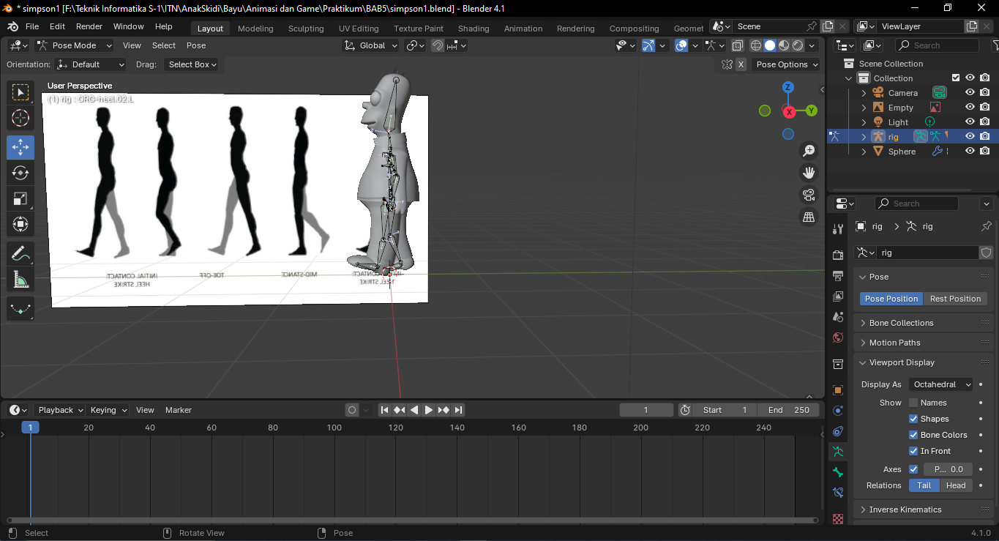 * simpson1 [F:\Teknik Informatika S-1\ITN\AnakSkidi\Bayu\Animasi dan Game\Praktikum\BAB5\simpson1.blend] - Blender 4.1
File Edit Render Window Help Layout Modeling Sculpting UV Editing Texture Paint Shading Animation Rendering Compositing Geomet Scene ViewLayer
Pose Mode View Select Pose Global Search
Orientation: Default Drag: Select Box X Pose Options
Scene Collection
Collection
Camera
Empty
Light
rig
Sphere
User Perspective
(1) rig : ORG-heel.02.L
Z
X
Y
INITIAL CONTACT:
HEEL STRIKE
TOE-OFF
MID-STANCE
HEEL STRIKE
Search
rig rig
rig
Pose
Pose Position Rest Position
Bone Collections
Motion Paths
Viewport Display
Display As Octahedral
Show Names
Shapes
Bone Colors
In Front
Axes P... 0.0
Relations Tail Head
Inverse Kinematics
Playback Keying View Marker 1 Start 1 End 250
1 20 40 60 80 100 120 140 160 180 200 220 240
Select Rotate View Pose 4.1.0